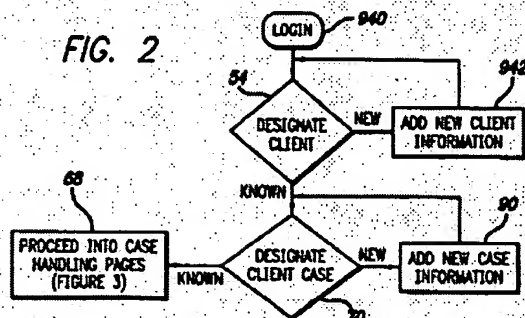 FIG. 2
LOGIN
940
54
DESIGNATE
CLIENT
NEW
942
ADD NEW CLIENT
INFORMATION
KNOWN
68
PROCEED INTO CASE
HANDLING PAGES
(FIGURE 3)
KNOWN
DESIGNATE
CLIENT CASE
NEW
90
ADD NEW CASE
INFORMATION